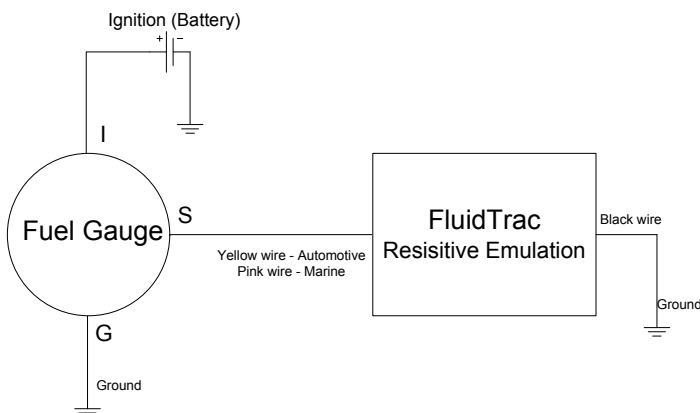 Ignition (Battery)
+ −
I
Fuel Gauge
S
G
Ground
Yellow wire - Automotive
Pink wire - Marine
FluidTrac
Resisitive Emulation
Black wire
Ground